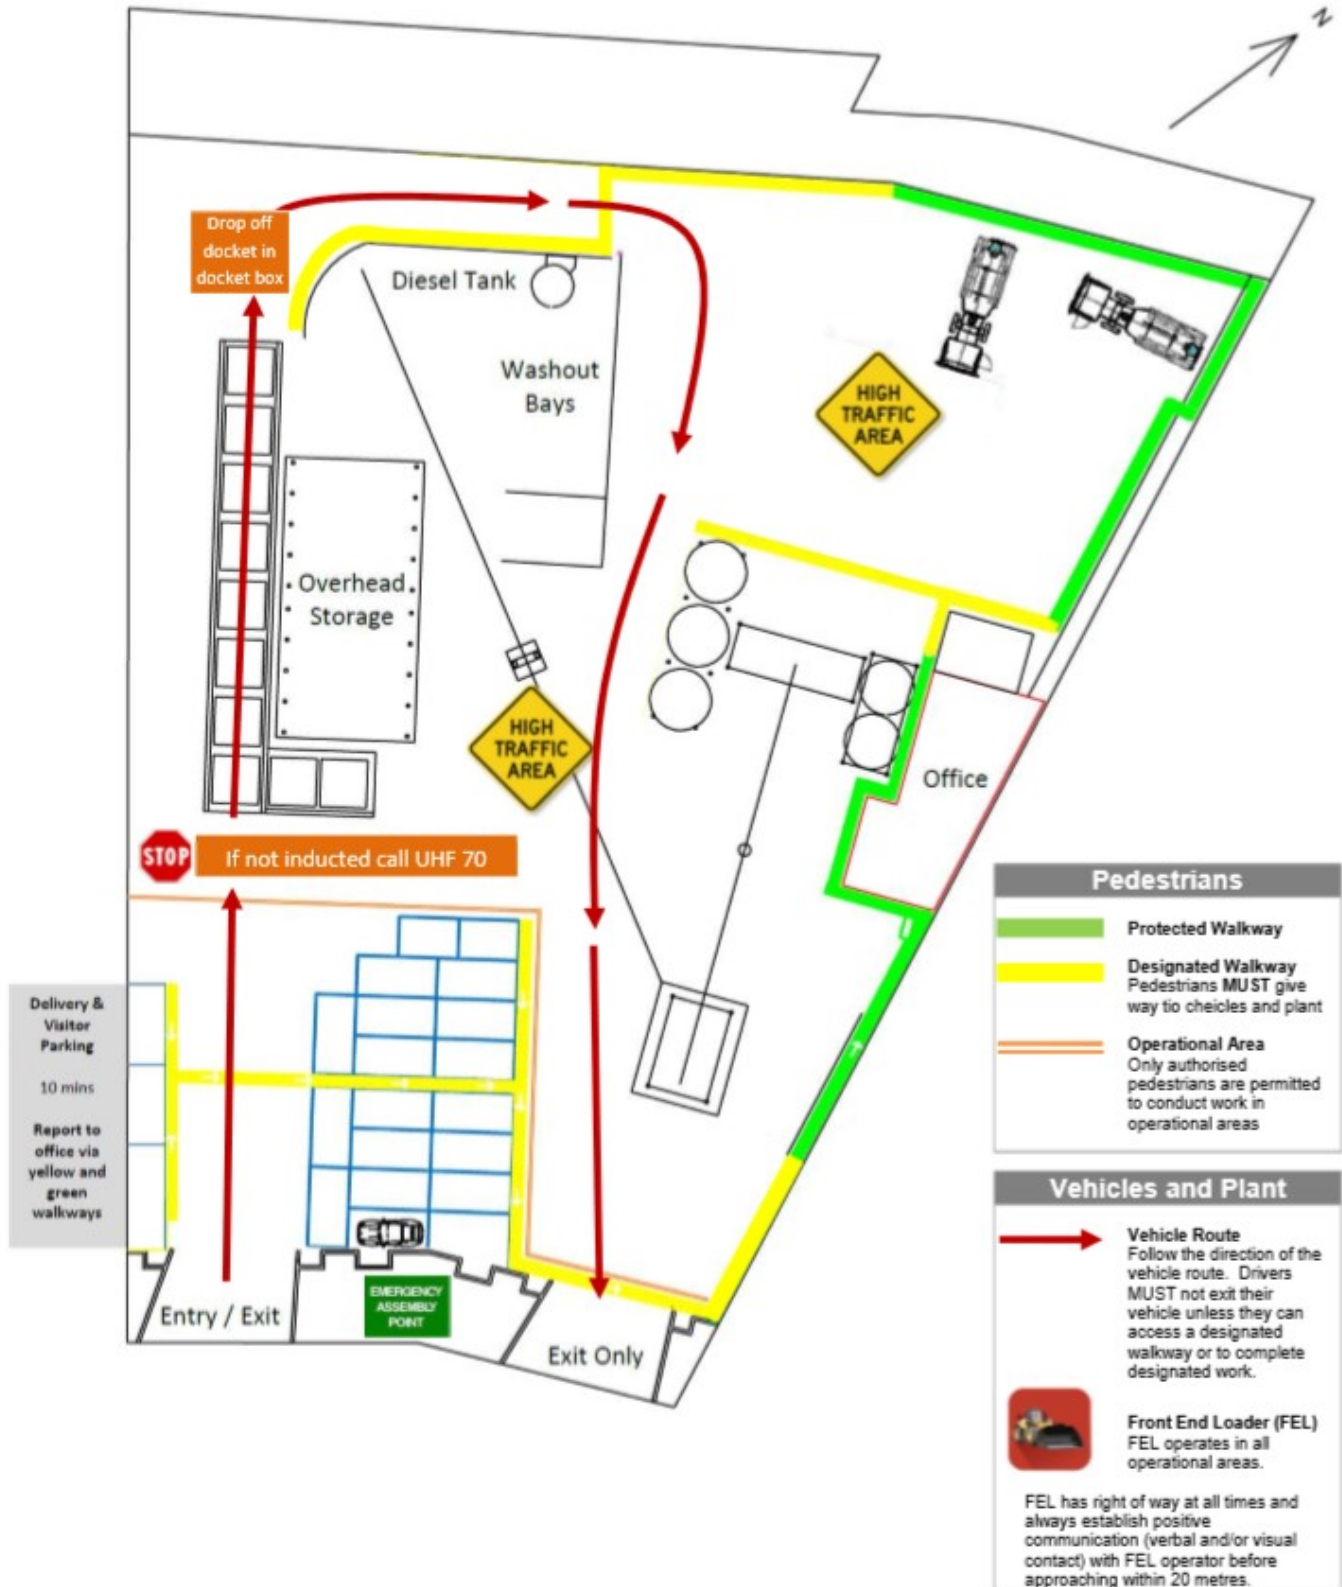 N
Drop off
docket in
docket box
Diesel Tank
Washout
Bays
HIGH
TRAFFIC
AREA
Overhead
Storage
HIGH
TRAFFIC
AREA
Office
STOP
If not inducted call UHF 70
Delivery &
Visitor
Parking
10 mins
Report to
office via
yellow and
green
walkways
EMERGENCY
ASSEMBLY
POINT
Entry / Exit
Exit Only
Pedestrians
Protected Walkway
Designated Walkway
Pedestrians MUST give
way tio cheicles and plant
Operational Area
Only authorised
pedestrians are permitted
to conduct work in
operational areas
Vehicles and Plant
Vehicle Route
Follow the direction of the
vehicle route. Drivers
MUST not exit their
vehicle unless they can
access a designated
walkway or to complete
designated work.
Front End Loader (FEL)
FEL operates in all
operational areas.
FEL has right of way at all times and
always establish positive
communication (verbal and/or visual
contact) with FEL operator before
approaching within 20 metres.